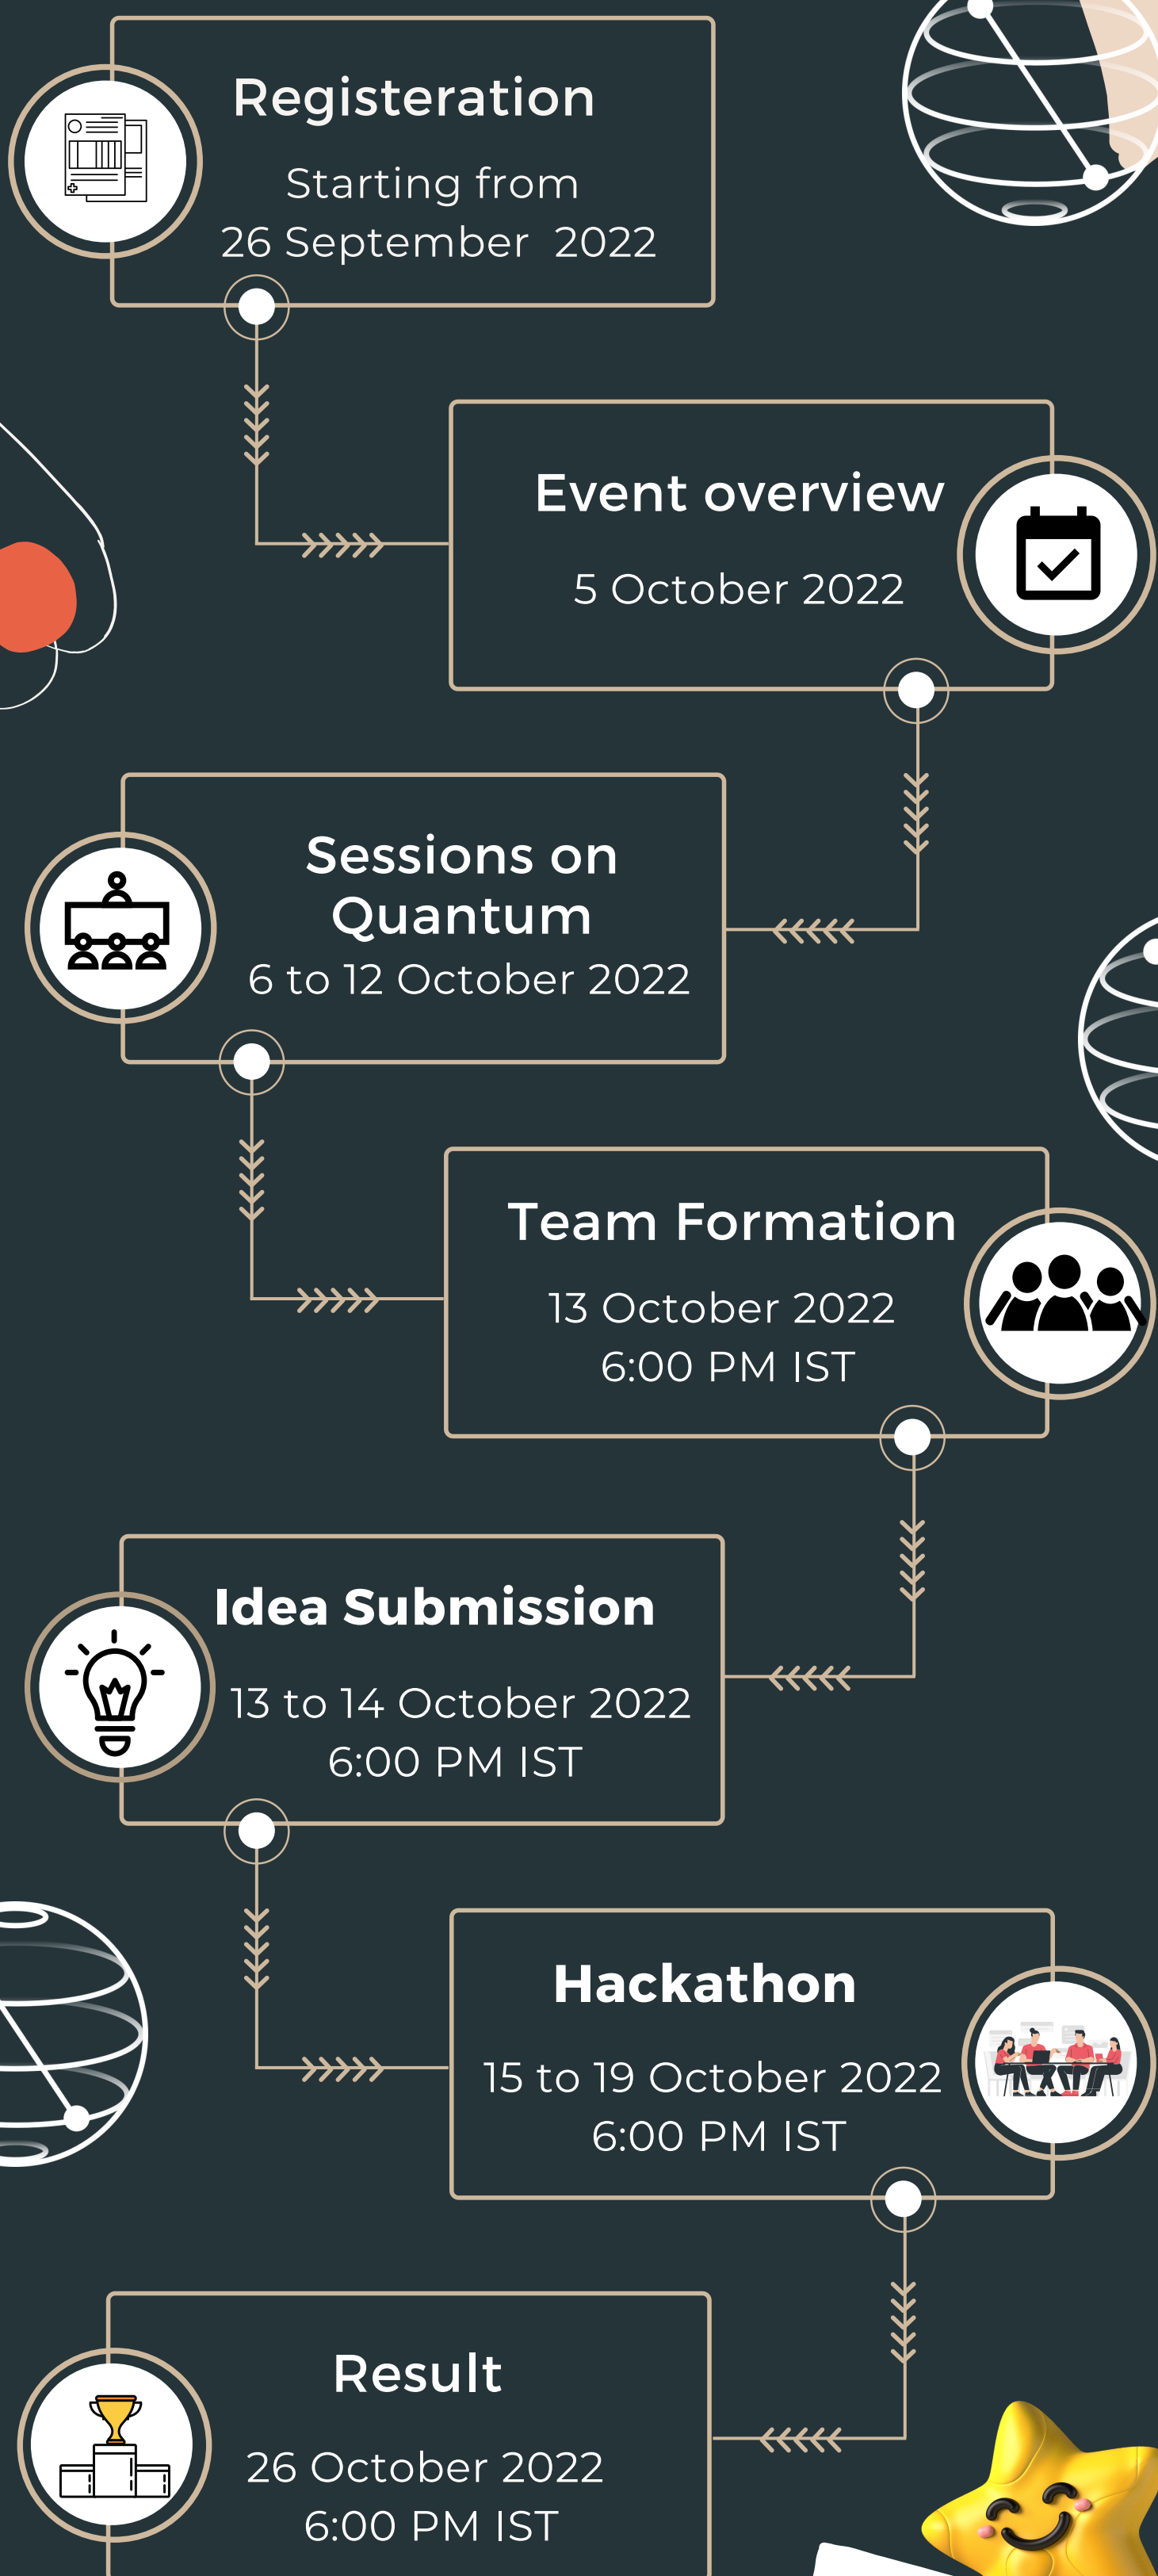 Registeration
Starting from
26 September 2022
Event overview
5 October 2022
Sessions on
Quantum
6 to 12 October 2022
Team Formation
13 October 2022
6:00 PM IST
Idea Submission
13 to 14 October 2022
6:00 PM IST
Hackathon
15 to 19 October 2022
6:00 PM IST
Result
26 October 2022
6:00 PM IST